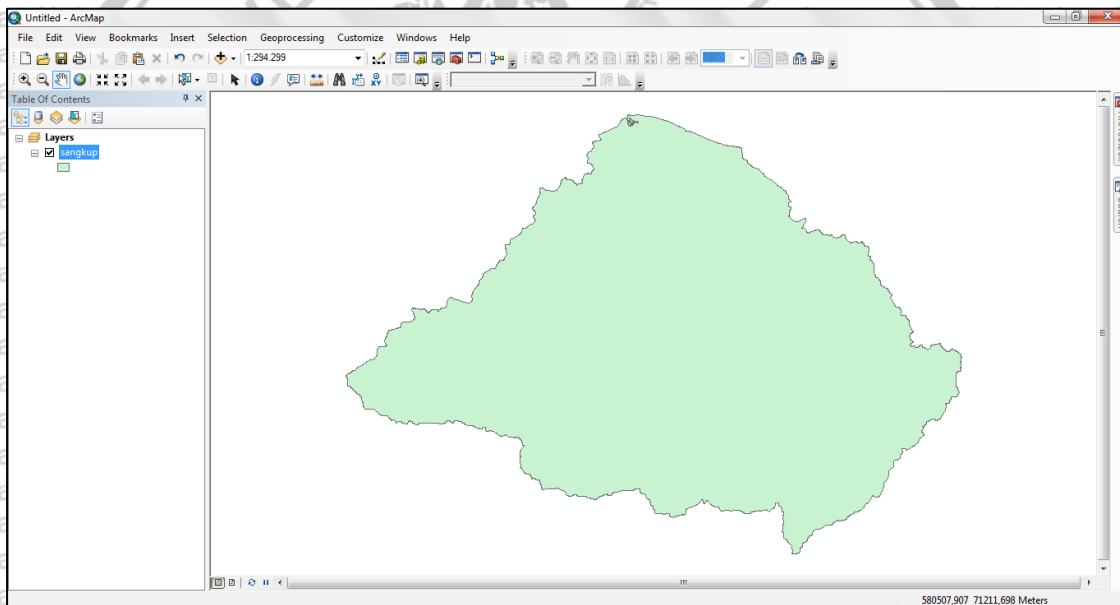 Untitled - ArcMap
File Edit View Bookmarks Insert Selection Geoprocessing Customize Windows Help
1:294.299 100%
Table Of Contents
Layers
sangkup
580507,907 71211,698 Meters